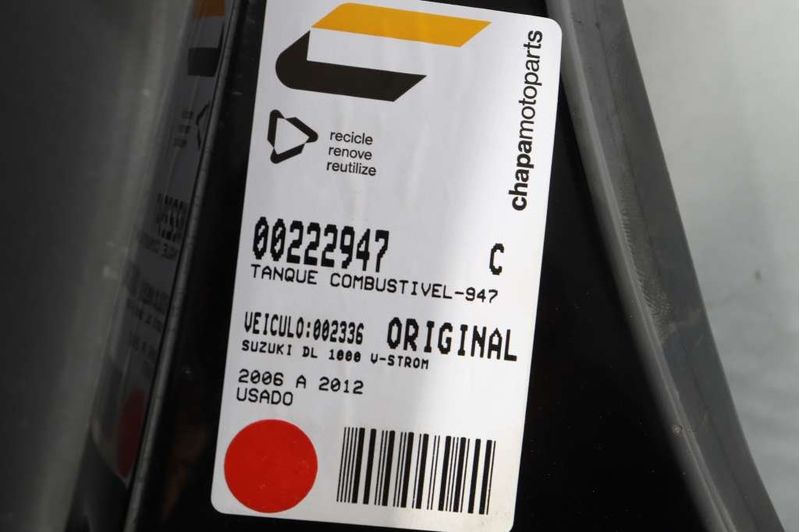 chapamotoparts
recicle
renove
reutilize
00222947 C
TANQUE COMBUSTIVEL-947
VEICULO:002336 ORIGINAL
SUZUKI DL 1000 V-STROM
2006 A 2012
USADO